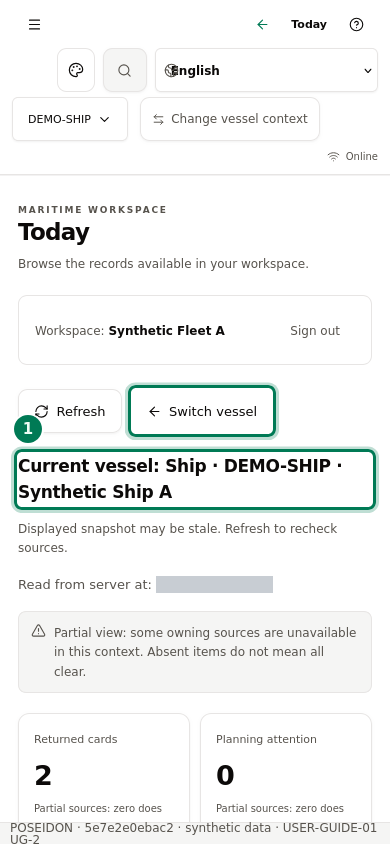 Today
English
DEMO-SHIP
Change vessel context
Online
MARITIME WORKSPACE
Today
Browse the records available in your workspace.
Workspace: Synthetic Fleet A
Sign out
Refresh
Switch vessel
1
Current vessel: Ship · DEMO-SHIP ·
Synthetic Ship A
Displayed snapshot may be stale. Refresh to recheck
sources.
Read from server at:
Partial view: some owning sources are unavailable
in this context. Absent items do not mean all
clear.
Returned cards
Planning attention
2
0
Partial sources: zero does
Partial sources: zero does
POSEIDON · 5e7e2e0ebac2 · synthetic data · USER-GUIDE-01
UG-2